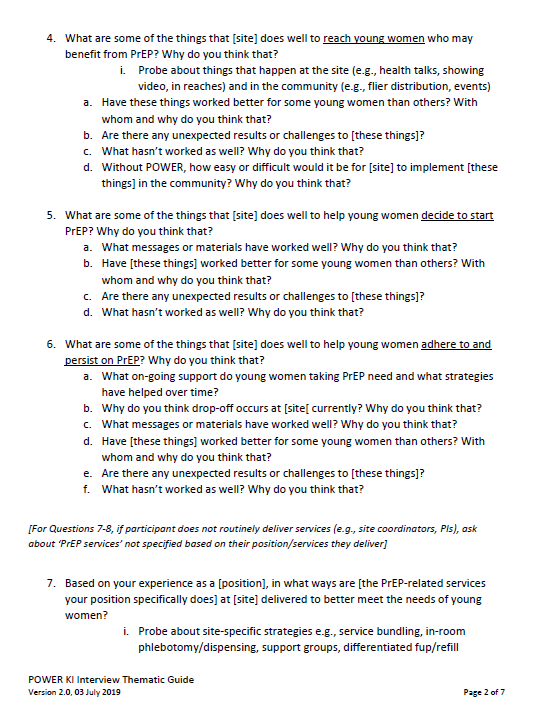 4. What are some of the things that [site] does well to reach young women who may
benefit from PrEP? Why do you think that?
i. Probe about things that happen at the site (e.g., health talks, showing
video, in reaches) and in the community (e.g., flier distribution, events)
a. Have these things worked better for some young women than others? With
whom and why do you think that?
b. Are there any unexpected results or challenges to [these things]?
c. What hasn't worked as well? Why do you think that?
d. Without POWER, how easy or difficult would it be for [site] to implement [these
things] in the community? Why do you think that?
5. What are some of the things that [site] does well to help young women decide to start
PrEP? Why do you think that?
a. What messages or materials have worked well? Why do you think that?
b. Have [these things] worked better for some young women than others? With
whom and why do you think that?
c. Are there any unexpected results or challenges to [these things]?
d. What hasn't worked as well? Why do you think that?
6. What are some of the things that [site] does well to help young women adhere to and
persist on PrEP? Why do you think that?
a. What on-going support do young women taking PrEP need and what strategies
have helped over time?
b. Why do you think drop-off occurs at [site[ currently? Why do you think that?
c. What messages or materials have worked well? Why do you think that?
d. Have [these things] worked better for some young women than others? With
whom and why do you think that?
e. Are there any unexpected results or challenges to [these things]?
f. What hasn't worked as well? Why do you think that?
[For Questions 7-8, if participant does not routinely deliver services (e.g., site coordinators, PIs), ask
about 'PrEP services' not specified based on their position/services they deliver]
7. Based on your experience as a [position], in what ways are [the PrEP-related services
your position specifically does] at [site] delivered to better meet the needs of young
women?
i. Probe about site-specific strategies e.g., service bundling, in-room
phlebotomy/dispensing, support groups, differentiated fup/refill
POWER KI Interview Thematic Guide
Version 2.0, 03 July 2019 Page 2 of 7